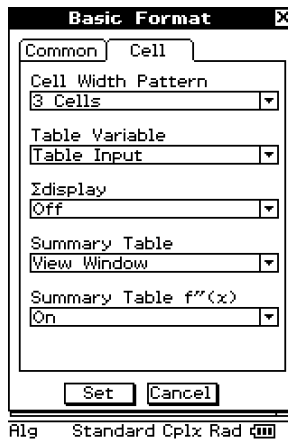 Basic Format X
Common Cell
Cell Width Pattern
3 Cells
Table Variable
Table Input
Σdisplay
Off
Summary Table
View Window
Summary Table f″(x)
On
Set Cancel
Alg Standard Cplx Rad